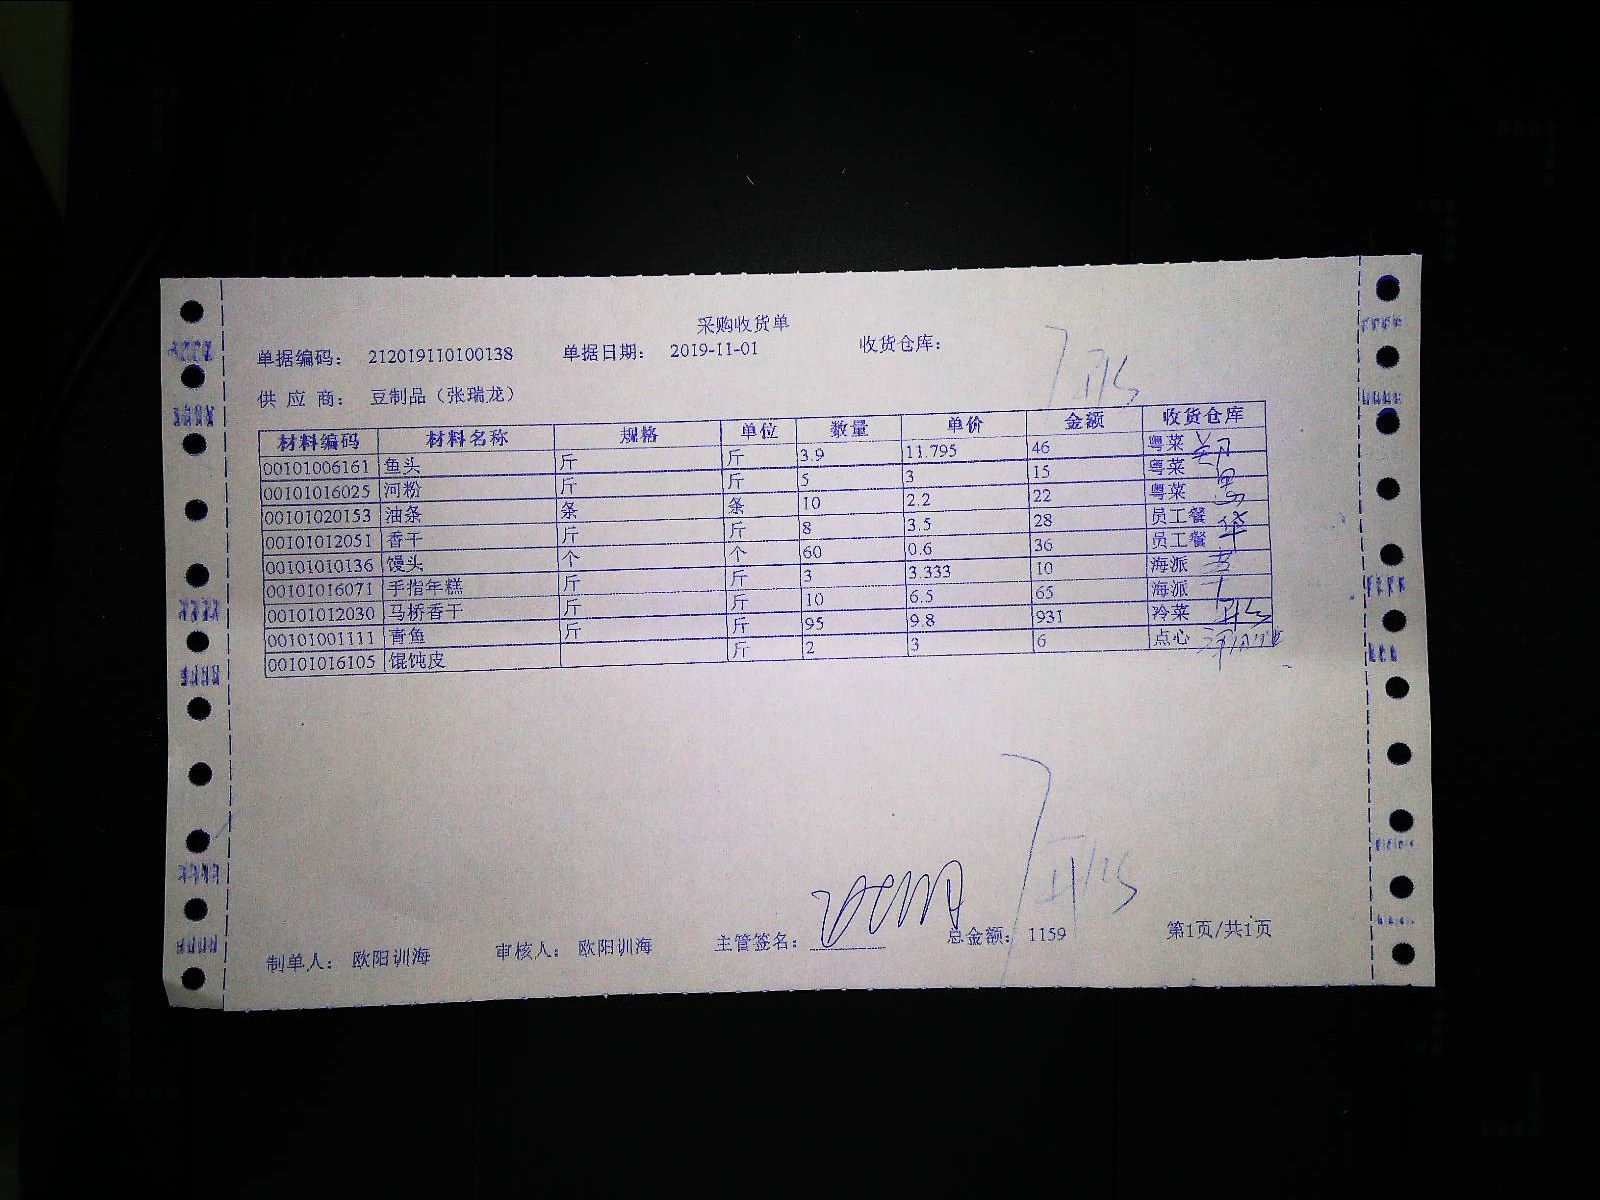 采购收货单
单据编码： 212019110100138 单据日期： 2019-11-01 收货仓库：
供 应 商： 豆制品（张瑞龙）
材料编码 材料名称 规格 单位 数量 单价 金额 收货仓库
00101006161 鱼头 斤 斤 3.9 11.795 46 粤菜
00101016025 河粉 斤 斤 5 3 15 粤菜
00101020153 油条 条 条 10 2.2 22 粤菜
00101012051 香干 斤 斤 8 3.5 28 员工餐
00101010136 馒头 个 个 60 0.6 36 员工餐
00101016071 手指年糕 斤 斤 3 3.333 10 海派
00101012030 马桥香干 斤 斤 10 6.5 65 海派
00101001111 青鱼 斤 斤 95 9.8 931 冷菜
00101016105 馄饨皮 斤 2 3 6 点心
制单人： 欧阳训海 审核人： 欧阳训海 主管签名： 总金额： 1159 第1页/共1页